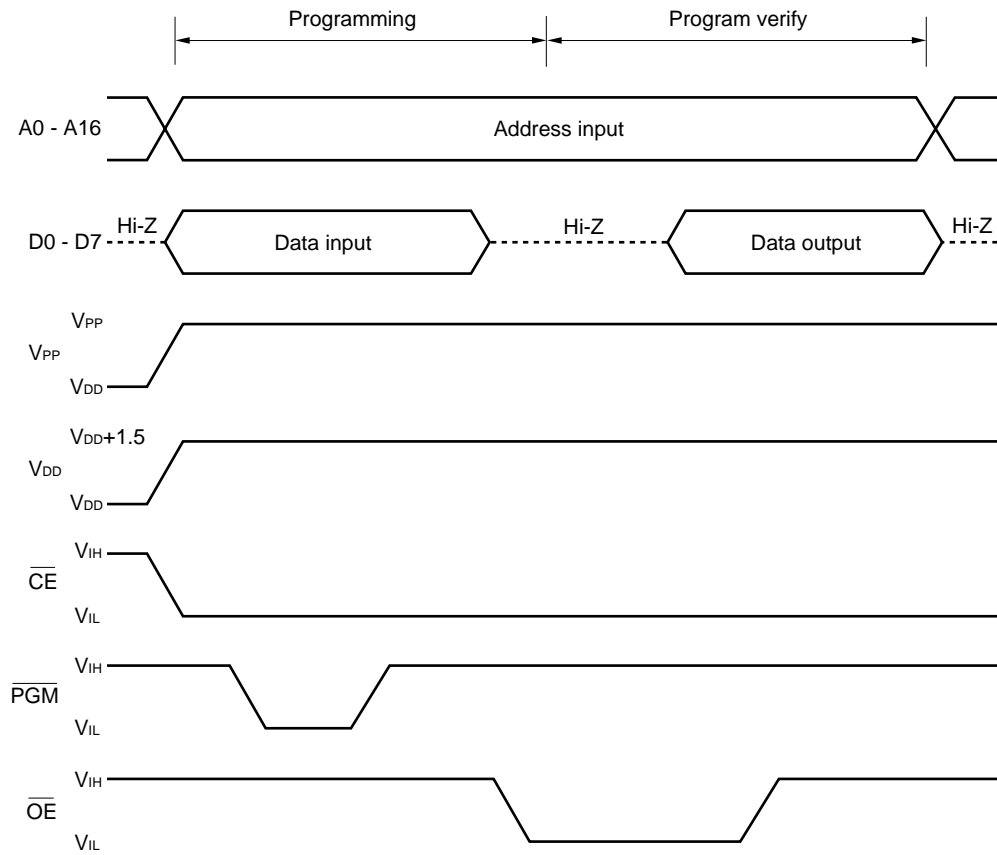 Programming Program verify
A0 - A16 Address input
D0 - D7 Hi-Z Data input Hi-Z Data output Hi-Z
VPP
VPP
VDD
VDD+1.5
VDD
VDD
VIH
CE
VIL
VIH
PGM
VIL
VIH
OE
VIL